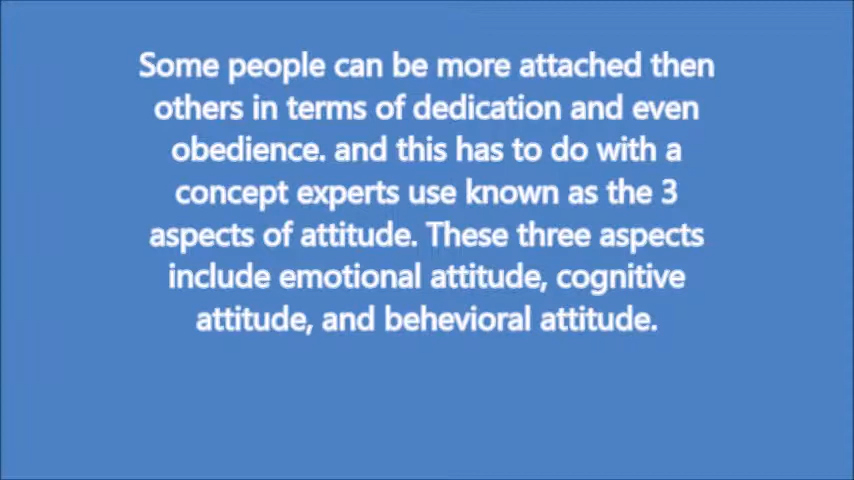 Some people can be more attached then
others in terms of dedication and even
obedience. and this has to do with a
concept experts use known as the 3
aspects of attitude. These three aspects
include emotional attitude, cognitive
attitude, and behevioral attitude.